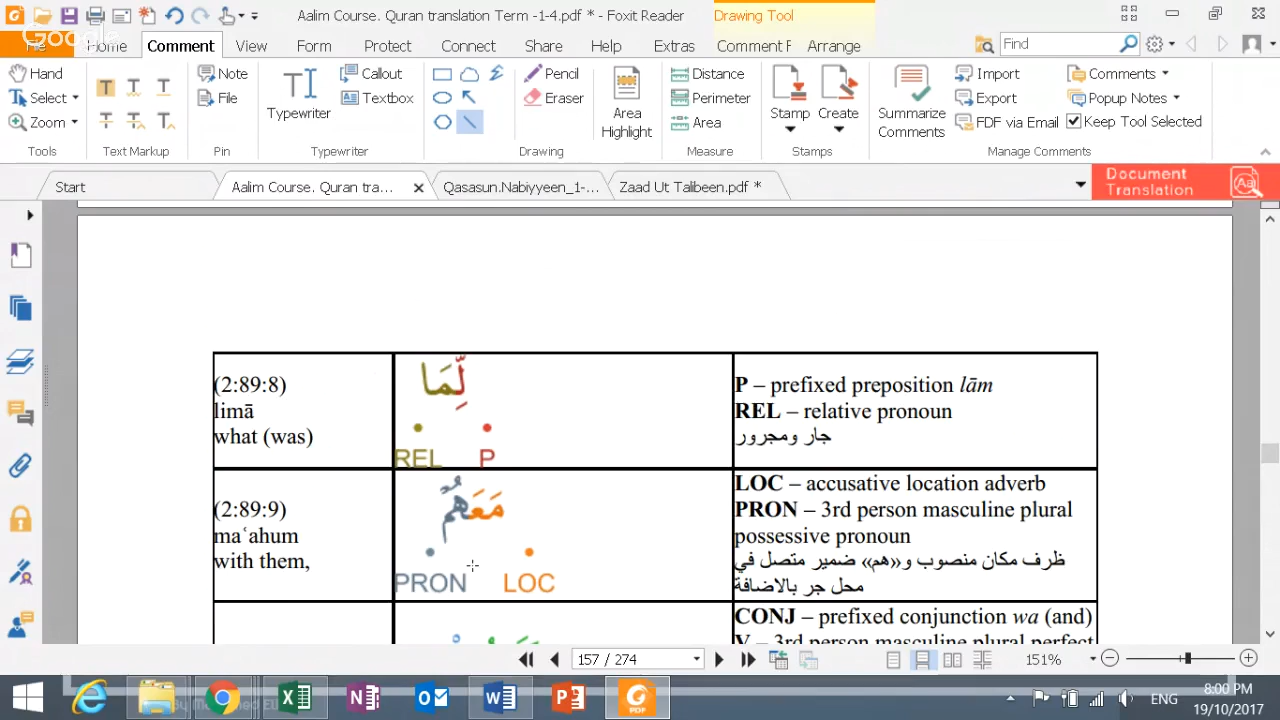 Aalim Course. Quran translation Term -1-4.pdf * - Foxit Reader
Drawing Tool
Google
Home Comment View Form Protect Connect Share Help Extras Comment F Arrange
Find
Hand
Select
Zoom
Tools
Text Markup
Note
File
Pin
Typewriter
Typewriter
Callout
Textbox
Pencil
Eraser
Drawing
Area Highlight
Distance
Perimeter
Area
Measure
Stamp
Create
Stamps
Summarize Comments
Import
Export
FDF via Email
Comments
Popup Notes
Keep Tool Selected
Manage Comments
Start
Aalim Course. Quran tra...
Qasasun.Nabiyyeen_1-...
Zaad Ut Talibeen.pdf *
Document Translation
(2:89:8)
limā
what (was)
لِّمَا
REL P
P – prefixed preposition lām
REL – relative pronoun
جار ومجرور
(2:89:9)
maʿahum
with them,
مَعَهُمْ
PRON LOC
LOC – accusative location adverb
PRON – 3rd person masculine plural
possessive pronoun
ظرف مكان منصوب و«هم» ضمير متصل في
محل جر بالاضافة
CONJ – prefixed conjunction wa (and)
V – 3rd person masculine plural perfect
157 / 274
151%
ENG
8:00 PM
19/10/2017